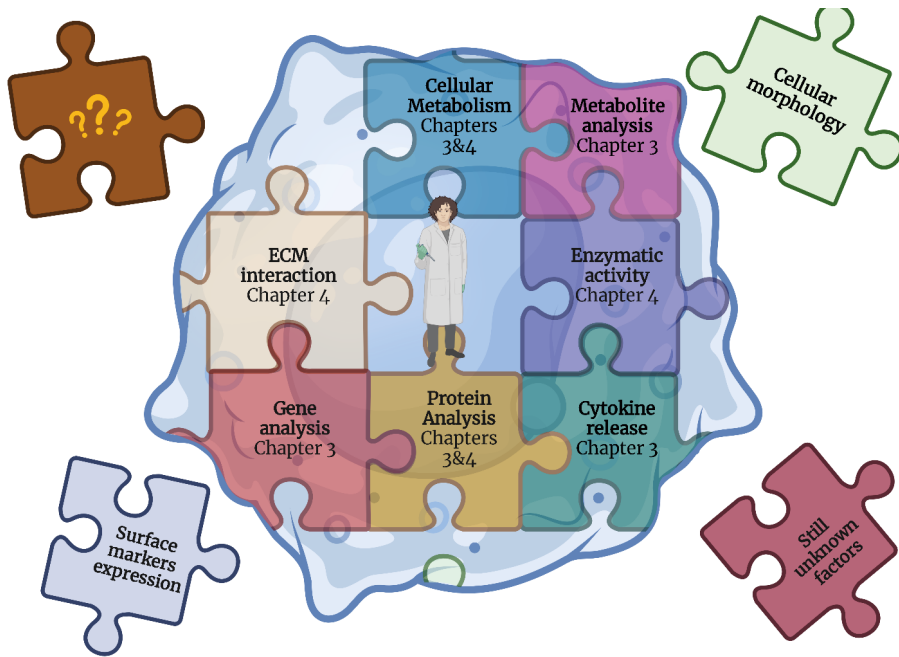 ???
Cellular
morphology
Cellular
Metabolism
Chapters
3&4
Metabolite
analysis
Chapter 3
ECM
interaction
Chapter 4
Enzymatic
activity
Chapter 4
Gene
analysis
Chapter 3
Protein
Analysis
Chapters
3&4
Cytokine
release
Chapter 3
Surface
markers
expression
Still
unknown
factors